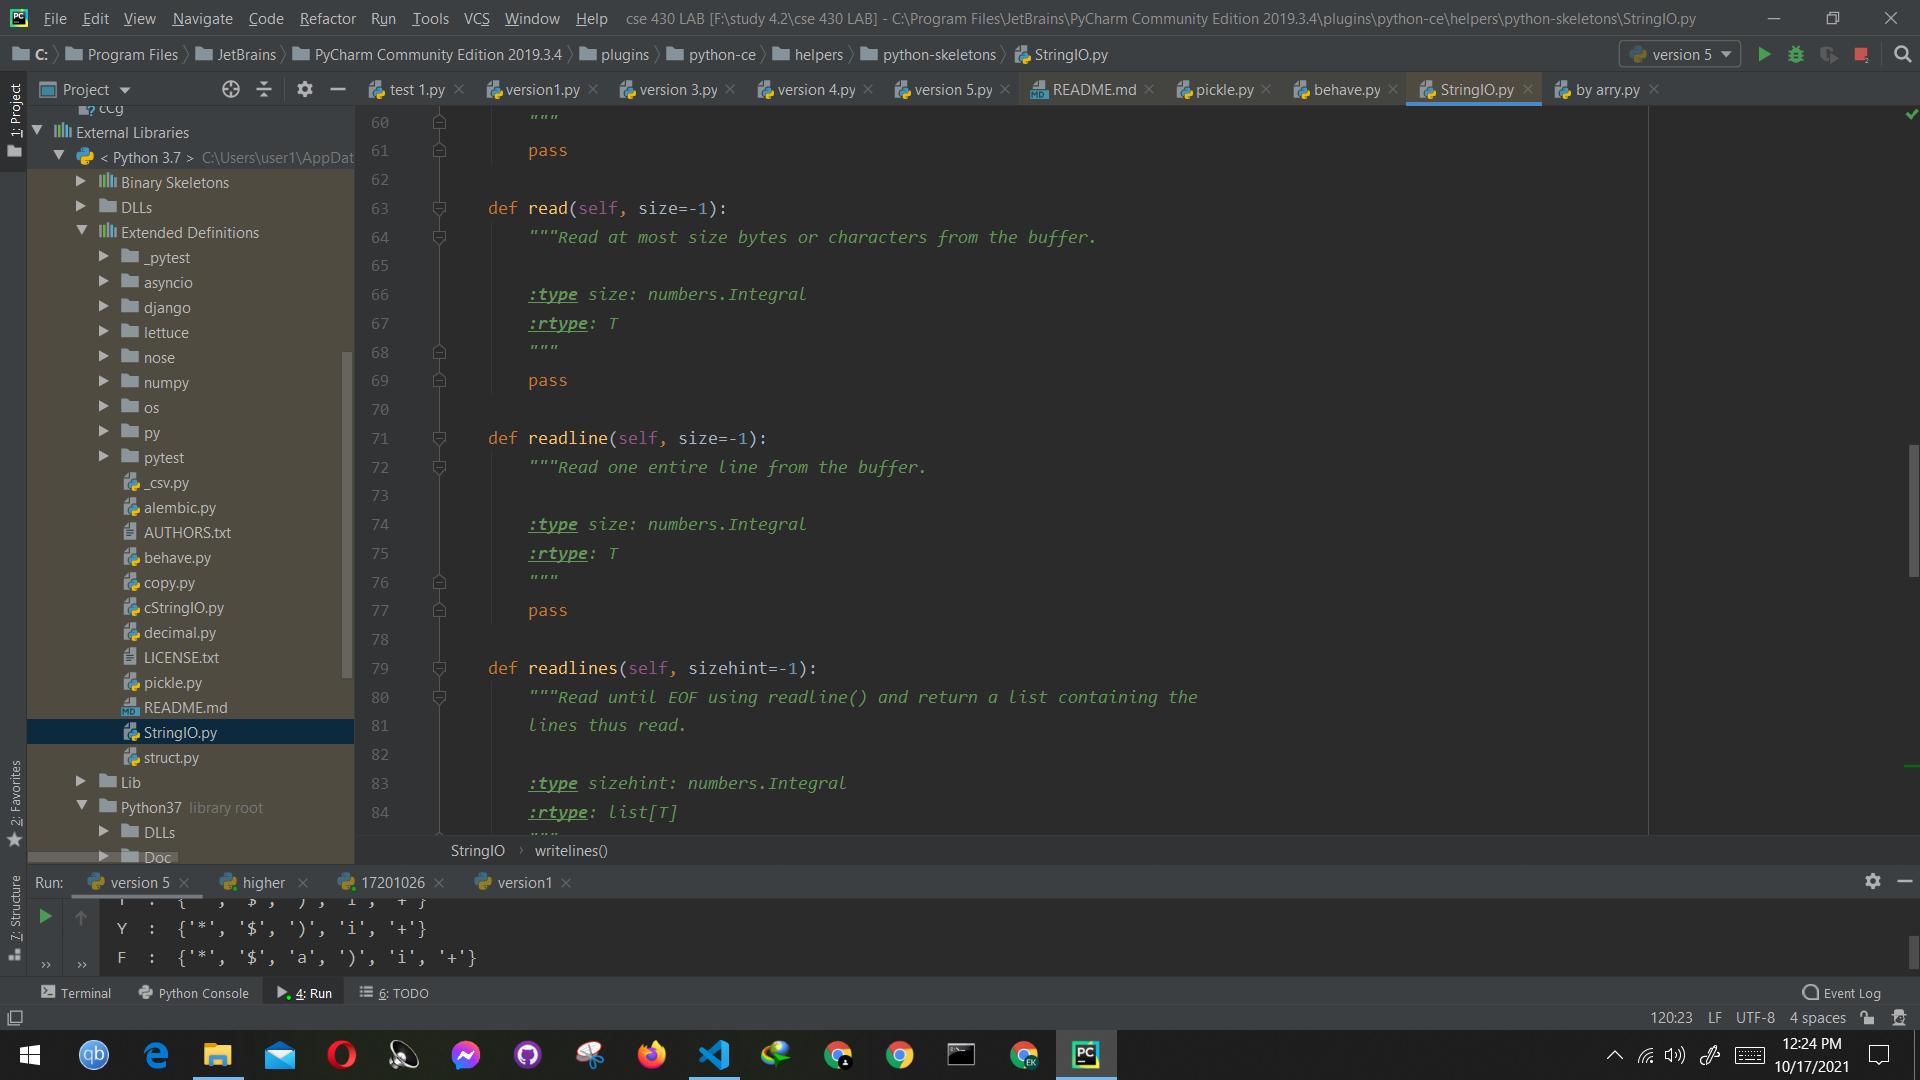 PC File Edit View Navigate Code Refactor Run Tools VCS Window Help cse 430 LAB [F:\study 4.2\cse 430 LAB] - C:\Program Files\JetBrains\PyCharm Community Edition 2019.3.4\plugins\python-ce\helpers\python-skeletons\StringIO.py
C: Program Files JetBrains PyCharm Community Edition 2019.3.4 plugins python-ce helpers python-skeletons StringIO.py version 5
Project test 1.py version1.py version 3.py version 4.py version 5.py README.md pickle.py behave.py StringIO.py by arry.py
1: Project
2: Favorites
7: Structure
ccg
External Libraries
< Python 3.7 > C:\Users\user1\AppDat
Binary Skeletons
DLLs
Extended Definitions
_pytest
asyncio
django
lettuce
nose
numpy
os
py
pytest
_csv.py
alembic.py
AUTHORS.txt
behave.py
copy.py
cStringIO.py
decimal.py
LICENSE.txt
pickle.py
MD README.md
StringIO.py
struct.py
Lib
Python37 library root
DLLs
Doc
60 """
61 pass
62
63 def read(self, size=-1):
64 """Read at most size bytes or characters from the buffer.
65
66 :type size: numbers.Integral
67 :rtype: T
68 """
69 pass
70
71 def readline(self, size=-1):
72 """Read one entire line from the buffer.
73
74 :type size: numbers.Integral
75 :rtype: T
76 """
77 pass
78
79 def readlines(self, sizehint=-1):
80 """Read until EOF using readline() and return a list containing the
81 lines thus read.
82
83 :type sizehint: numbers.Integral
84 :rtype: list[T]
"""
StringIO › writelines()
Run: version 5 higher 17201026 version1
Y : {'*', '$', ')', 'i', '+'}
F : {'*', '$', 'a', ')', 'i', '+'}
Terminal Python Console 4: Run 6: TODO Event Log
120:23 LF UTF-8 4 spaces
qb PC EK
12:24 PM
10/17/2021